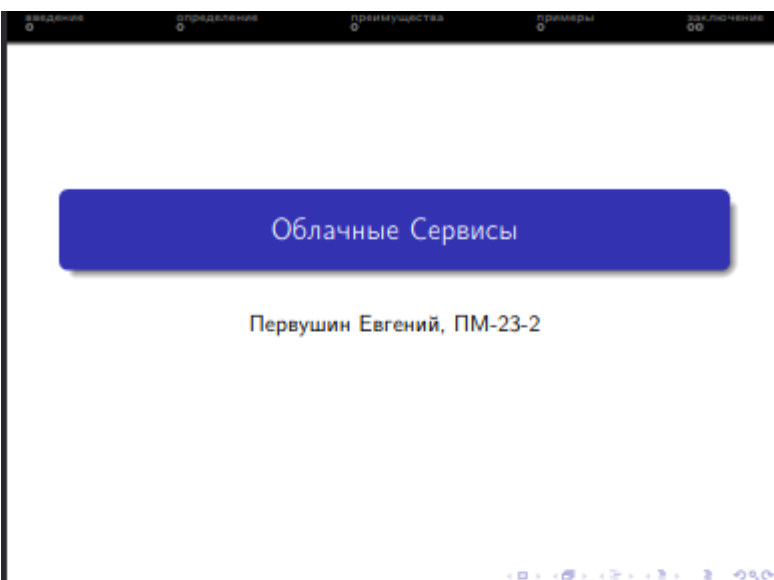 введение определение преимущества примеры заключение
Облачные Сервисы
Первушин Евгений, ПМ-23-2